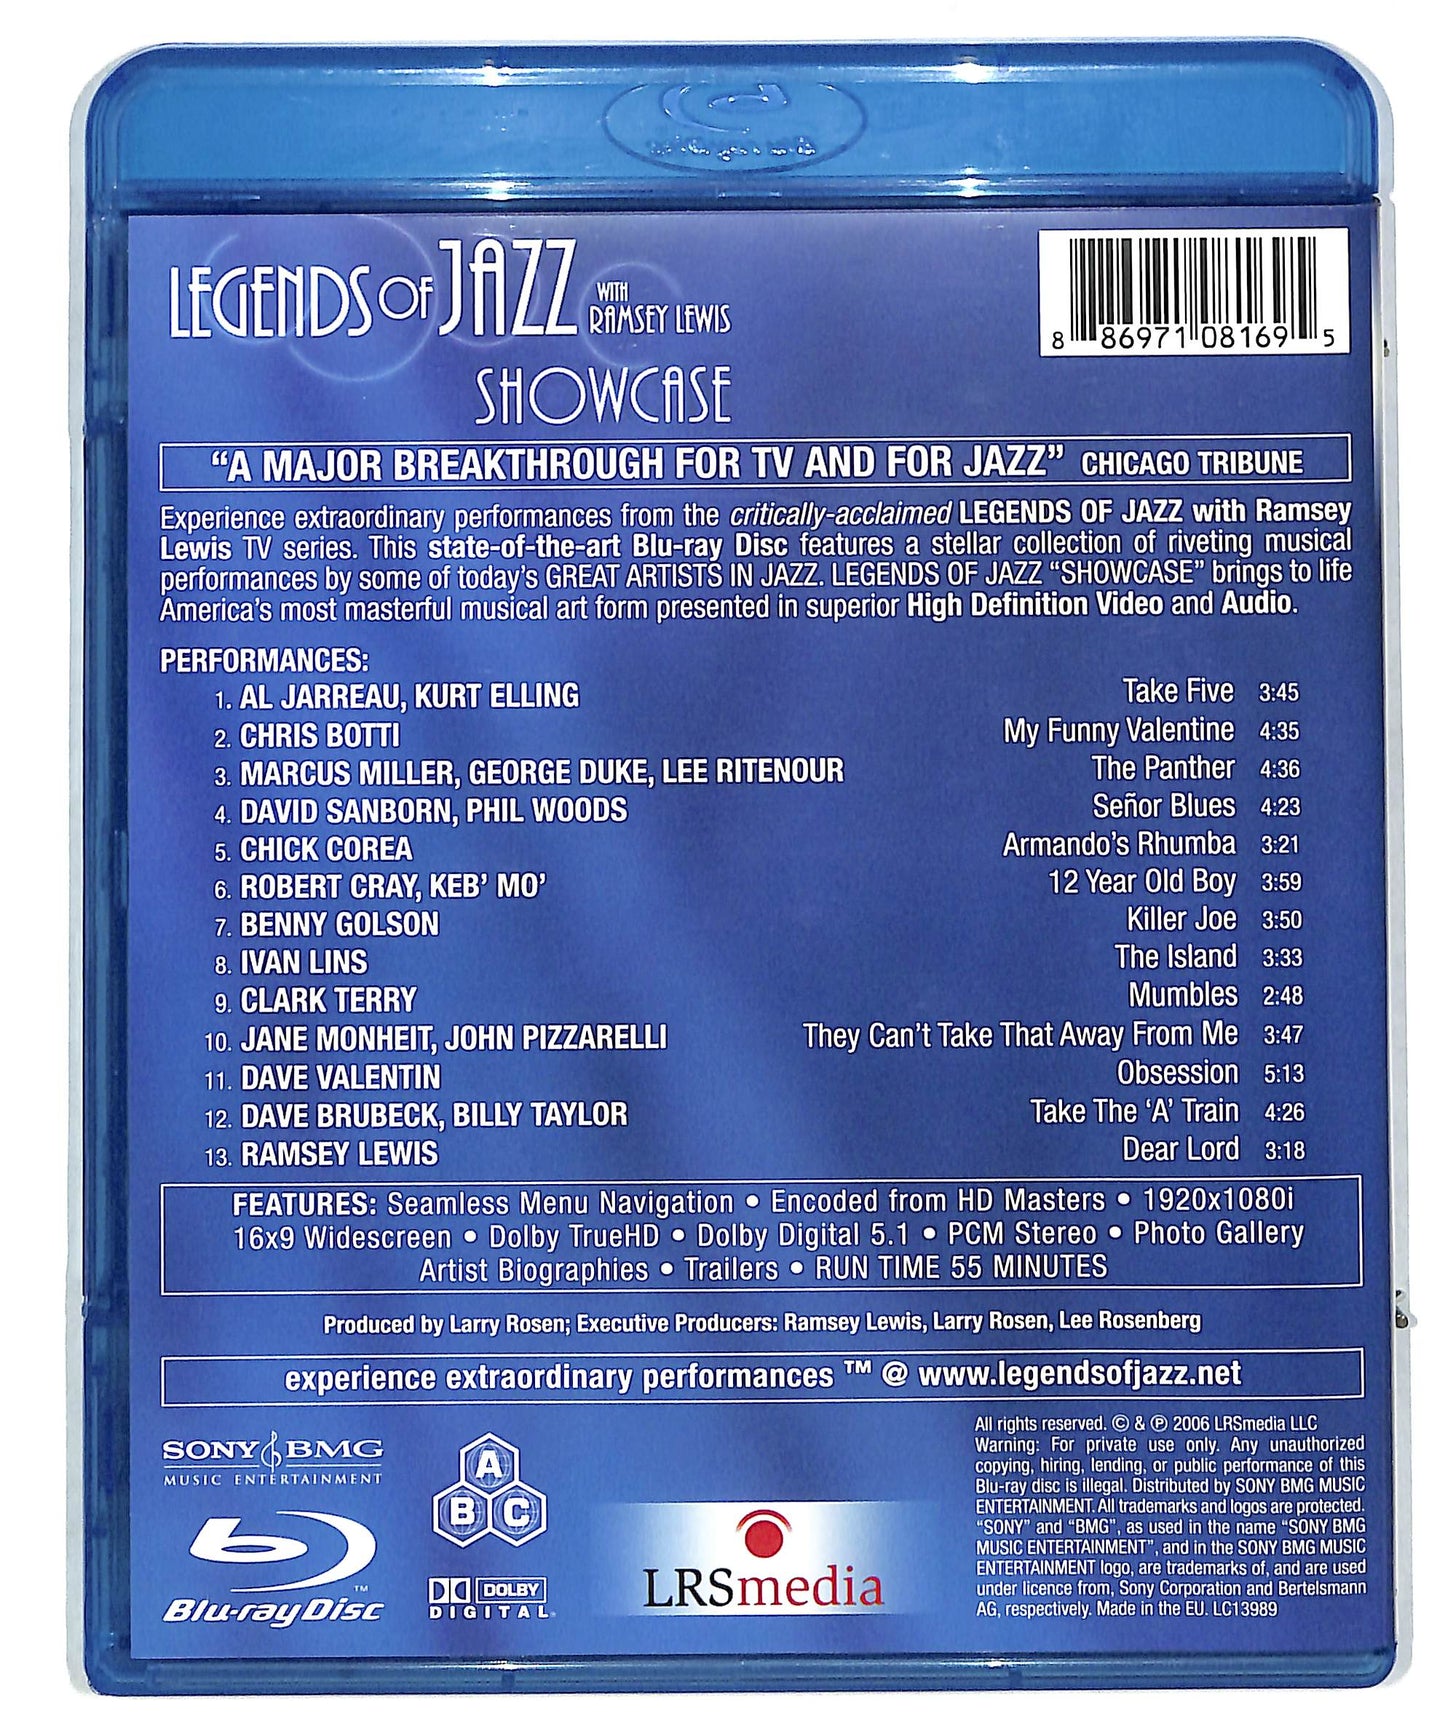 LEGENDS OF JAZZ WITH RAMSEY LEWIS
SHOWCASE
8 86971 08169 5
“A MAJOR BREAKTHROUGH FOR TV AND FOR JAZZ” CHICAGO TRIBUNE
Experience extraordinary performances from the critically-acclaimed LEGENDS OF JAZZ with Ramsey
Lewis TV series. This state-of-the-art Blu-ray Disc features a stellar collection of riveting musical
performances by some of today’s GREAT ARTISTS IN JAZZ. LEGENDS OF JAZZ “SHOWCASE” brings to life
America’s most masterful musical art form presented in superior High Definition Video and Audio.
PERFORMANCES:
1. AL JARREAU, KURT ELLING Take Five 3:45
2. CHRIS BOTTI My Funny Valentine 4:35
3. MARCUS MILLER, GEORGE DUKE, LEE RITENOUR The Panther 4:36
4. DAVID SANBORN, PHIL WOODS Señor Blues 4:23
5. CHICK COREA Armando’s Rhumba 3:21
6. ROBERT CRAY, KEB’ MO’ 12 Year Old Boy 3:59
7. BENNY GOLSON Killer Joe 3:50
8. IVAN LINS The Island 3:33
9. CLARK TERRY Mumbles 2:48
10. JANE MONHEIT, JOHN PIZZARELLI They Can’t Take That Away From Me 3:47
11. DAVE VALENTIN Obsession 5:13
12. DAVE BRUBECK, BILLY TAYLOR Take The ‘A’ Train 4:26
13. RAMSEY LEWIS Dear Lord 3:18
FEATURES: Seamless Menu Navigation • Encoded from HD Masters • 1920x1080i
16x9 Widescreen • Dolby TrueHD • Dolby Digital 5.1 • PCM Stereo • Photo Gallery
Artist Biographies • Trailers • RUN TIME 55 MINUTES
Produced by Larry Rosen; Executive Producers: Ramsey Lewis, Larry Rosen, Lee Rosenberg
experience extraordinary performances ™ @ www.legendsofjazz.net
SONY BMG
MUSIC ENTERTAINMENT
Blu-ray Disc ™
A
B C
DOLBY
DIGITAL
LRSmedia
All rights reserved. © & ℗ 2006 LRSmedia LLC
Warning: For private use only. Any unauthorized
copying, hiring, lending, or public performance of this
Blu-ray disc is illegal. Distributed by SONY BMG MUSIC
ENTERTAINMENT. All trademarks and logos are protected.
“SONY” and “BMG”, as used in the name “SONY BMG
MUSIC ENTERTAINMENT”, and in the SONY BMG MUSIC
ENTERTAINMENT logo, are trademarks of, and are used
under licence from, Sony Corporation and Bertelsmann
AG, respectively. Made in the EU. LC13989